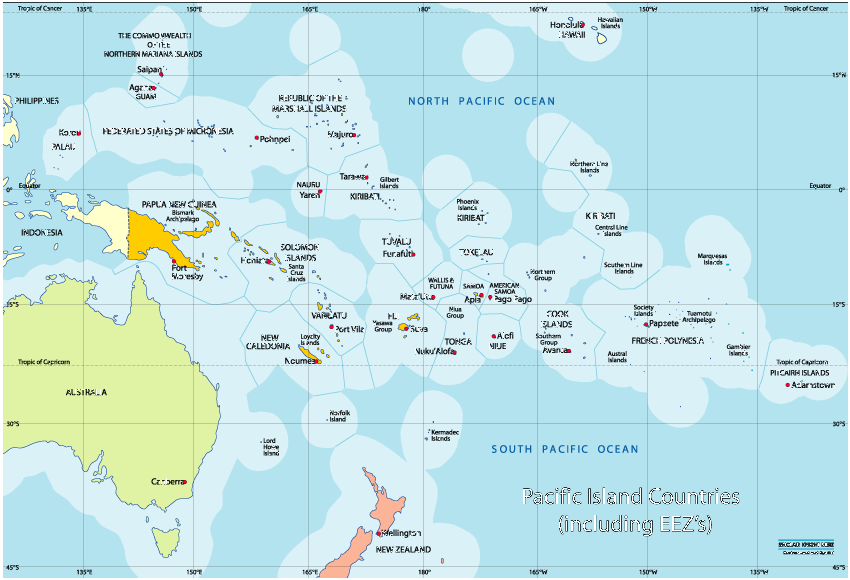 Tropic of Cancer
150°E
165°E
180°
165°W
150°W
Tropic of Cancer
Honolulu
HAWAII
Hawaiian
Islands
THE COMMONWEALTH
OF THE
NORTHERN MARIANA ISLANDS
Saipan
15°N
15°N
Agana
GUAM
PHILIPPINES
NORTH PACIFIC OCEAN
REPUBLIC OF THE
MARSHALL ISLANDS
Koror
PALAU
FEDERATED STATES OF MICRONESIA
Pohnpei
Majuro
Northern Line
Islands
Tarawa
Gilbert
Islands
KIRIBATI
NAURU
Yaren
Equator
0°
Equator
0°
PAPUA NEW GUINEA
Bismark
Archipelago
Phoenix
Islands
KIRIBATI
KIRIBATI
Central Line
Islands
INDONESIA
SOLOMON
ISLANDS
Honiara
Santa
Cruz
Islands
TUVALU
Funafuti
TOKELAU
Marquesas
Islands
Port
Moresby
Southern Line
Islands
Northern
Group
WALLIS &
FUTUNA
SAMOA
AMERICAN
SAMOA
Mata'Utu
Apia
Pago Pago
15°S
15°S
VANUATU
Port Vila
FIJI
Yasawa
Group
Suva
Niua
Group
COOK
ISLANDS
Society
Islands
Papeete
Tuamotu
Archipelago
NEW
CALEDONIA
Loyalty
Islands
Noumea
TONGA
Nuku'Alofa
Alofi
NIUE
Southern
Group
Avarua
Austral
Islands
FRENCH POLYNESIA
Gambier
Islands
Tropic of Capricorn
Tropic of Capricorn
PITCAIRN ISLANDS
Adamstown
AUSTRALIA
Norfolk
Island
30°S
30°S
Lord
Howe
Island
Kermadec
Islands
SOUTH PACIFIC OCEAN
Canberra
Pacific Island Countries
(including EEZ's)
Wellington
NEW ZEALAND
45°S
135°E
150°E
165°E
180°
165°W
150°W
135°W
45°S